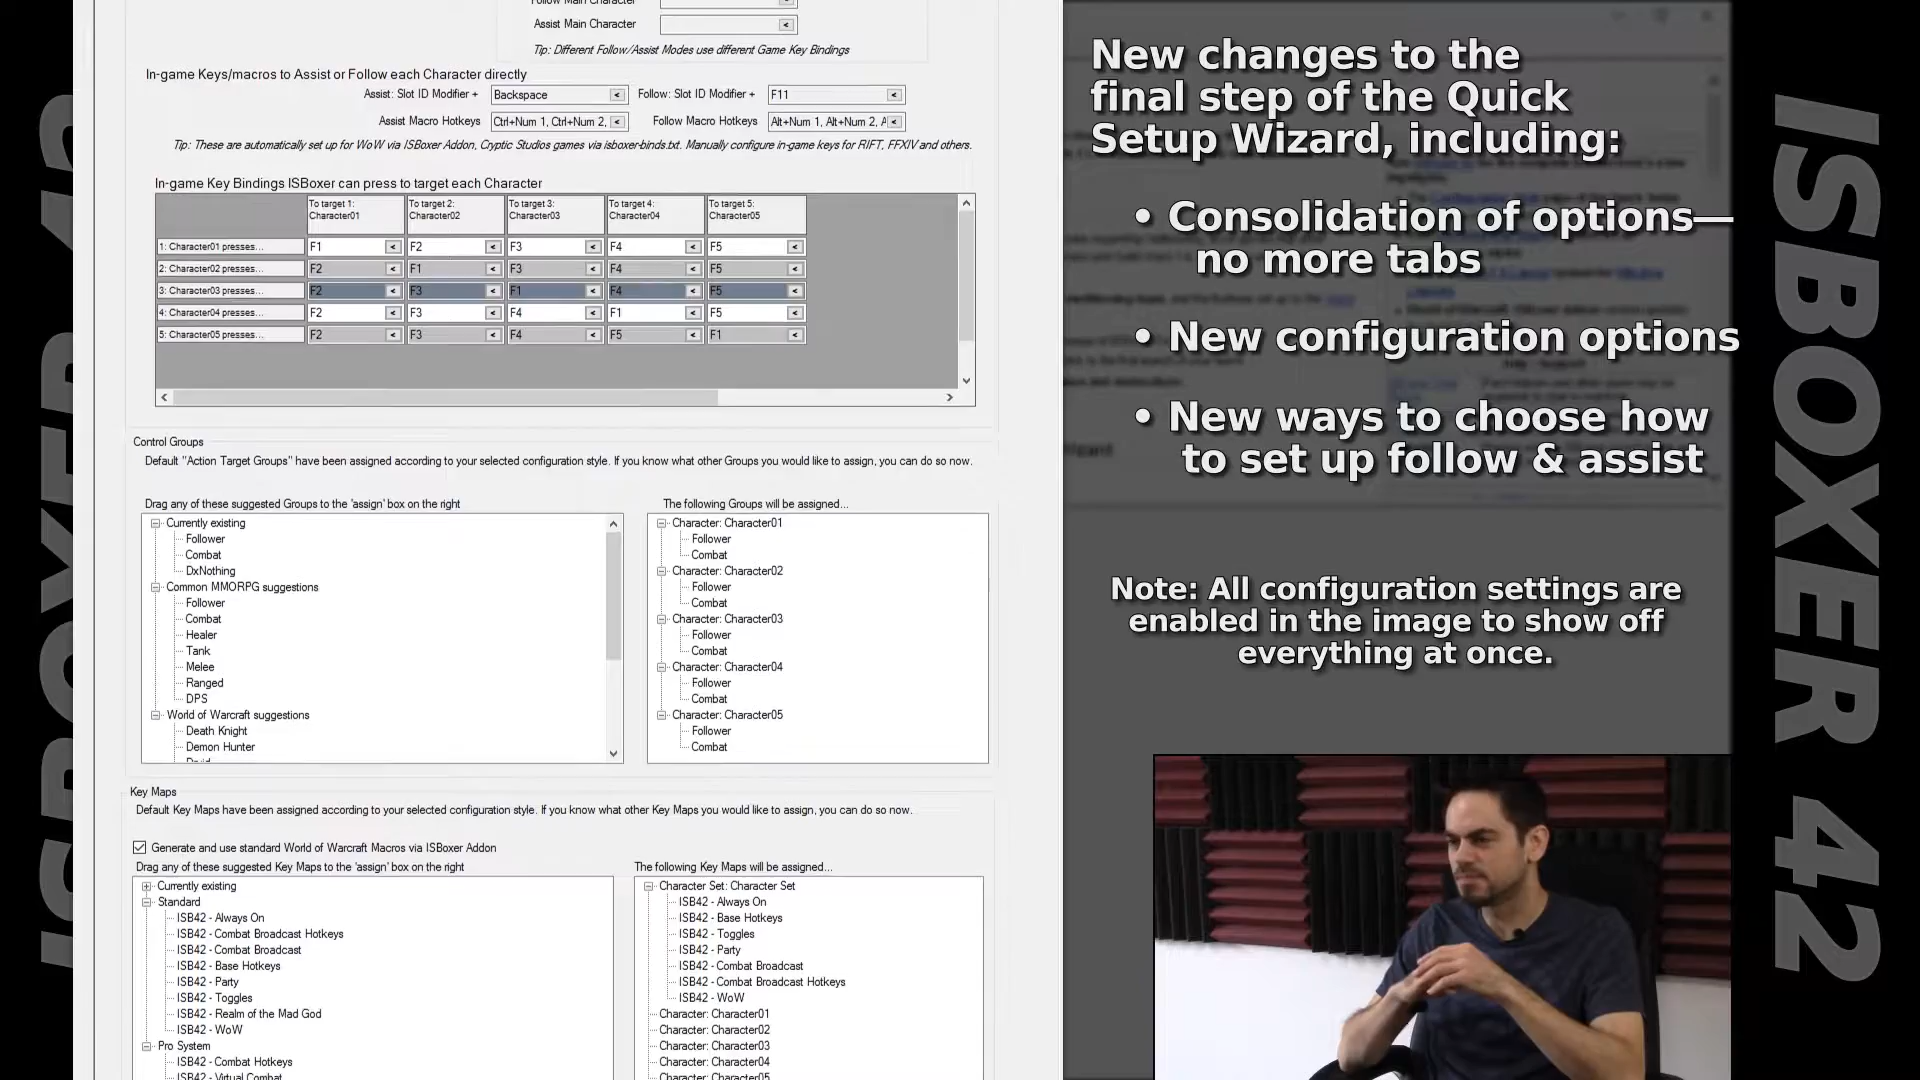 Assist Main Character
<
Tip: Different Follow/Assist Modes use different Game Key Bindings
In-game Keys/macros to Assist or Follow each Character directly
Assist: Slot ID Modifier + Backspace < Follow: Slot ID Modifier + F11 <
Assist Macro Hotkeys Ctrl+Num 1, Ctrl+Num 2, < Follow Macro Hotkeys Alt+Num 1, Alt+Num 2, A <
Tip: These are automatically set up for WoW via ISBoxer Addon, Cryptic Studios games via isboxer-binds.txt. Manually configure in-game keys for RIFT, FFXIV and others.
In-game Key Bindings ISBoxer can press to target each Character
To target 1: To target 2: To target 3: To target 4: To target 5:
Character01 Character02 Character03 Character04 Character05
1: Character01 presses... F1 < F2 < F3 < F4 < F5 <
2: Character02 presses... F2 < F1 < F3 < F4 < F5 <
3: Character03 presses... F2 < F3 < F1 < F4 < F5 <
4: Character04 presses... F2 < F3 < F4 < F1 < F5 <
5: Character05 presses... F2 < F3 < F4 < F5 < F1 <
Control Groups
Default "Action Target Groups" have been assigned according to your selected configuration style. If you know what other Groups you would like to assign, you can do so now.
Drag any of these suggested Groups to the 'assign' box on the right
Currently existing
Follower
Combat
DxNothing
Common MMORPG suggestions
Follower
Combat
Healer
Tank
Melee
Ranged
DPS
World of Warcraft suggestions
Death Knight
Demon Hunter
The following Groups will be assigned...
Character: Character01
Follower
Combat
Character: Character02
Follower
Combat
Character: Character03
Follower
Combat
Character: Character04
Follower
Combat
Character: Character05
Follower
Combat
Key Maps
Default Key Maps have been assigned according to your selected configuration style. If you know what other Key Maps you would like to assign, you can do so now.
Generate and use standard World of Warcraft Macros via ISBoxer Addon
Drag any of these suggested Key Maps to the 'assign' box on the right
Currently existing
Standard
ISB42 - Always On
ISB42 - Combat Broadcast Hotkeys
ISB42 - Combat Broadcast
ISB42 - Base Hotkeys
ISB42 - Party
ISB42 - Toggles
ISB42 - Realm of the Mad God
ISB42 - WoW
Pro System
ISB42 - Combat Hotkeys
ISB42 - Virtual Combat
The following Key Maps will be assigned...
Character Set: Character Set
ISB42 - Always On
ISB42 - Base Hotkeys
ISB42 - Toggles
ISB42 - Party
ISB42 - Combat Broadcast
ISB42 - Combat Broadcast Hotkeys
ISB42 - WoW
Character: Character01
Character: Character02
Character: Character03
Character: Character04
Character: Character05
New changes to the
final step of the Quick
Setup Wizard, including:
• Consolidation of options—
no more tabs
• New configuration options
• New ways to choose how
to set up follow & assist
Note: All configuration settings are
enabled in the image to show off
everything at once.
ISBOXER 42